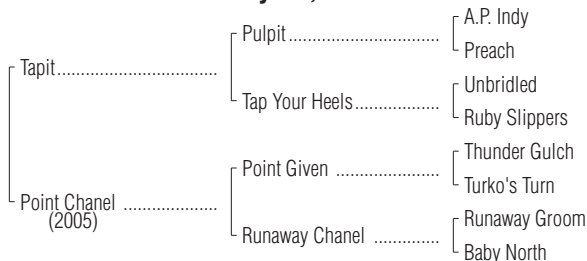 A.P. Indy
Pulpit
Preach
Tapit
Unbridled
Tap Your Heels
Ruby Slippers
Thunder Gulch
Point Given
Turko's Turn
Point Chanel
(2005)
Runaway Groom
Runaway Chanel
Baby North